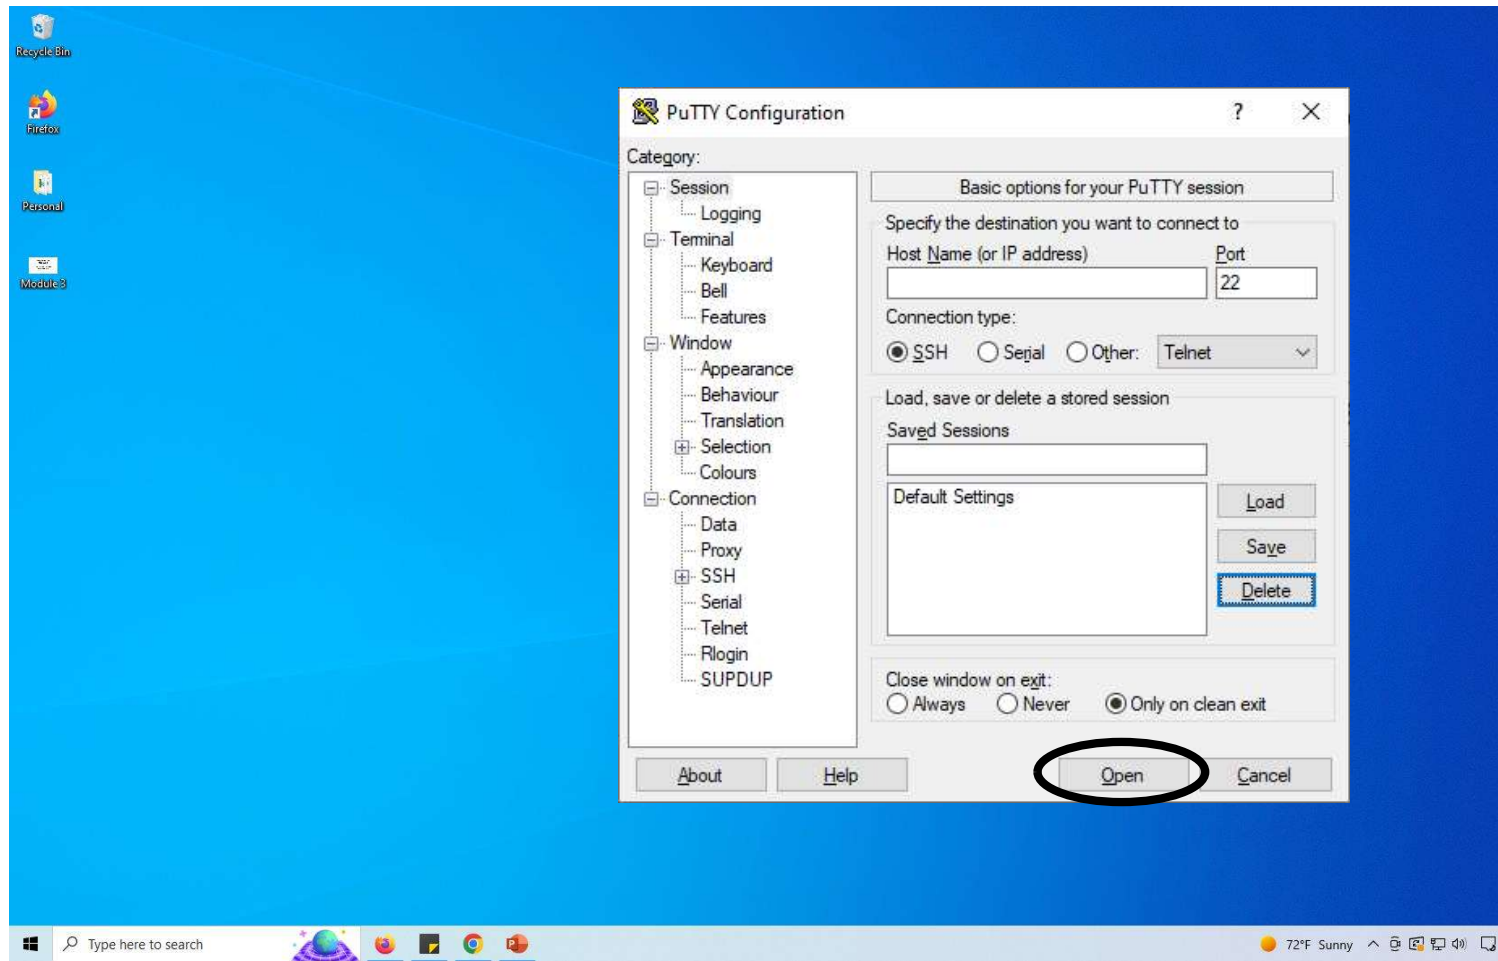 Recycle Bin
Firefox
Personal
Module 3
PuTTY Configuration
?
Category:
Session
Logging
Terminal
Keyboard
Bell
Features
Window
Appearance
Behaviour
Translation
Selection
Colours
Connection
Data
Proxy
SSH
Serial
Telnet
Rlogin
SUPDUP
Basic options for your PuTTY session
Specify the destination you want to connect to
Host Name (or IP address) Port
22
Connection type:
SSH Serial Other: Telnet
Load, save or delete a stored session
Saved Sessions
Default Settings
Load
Save
Delete
Close window on exit:
Always Never Only on clean exit
About Help Open Cancel
Type here to search
72°F Sunny